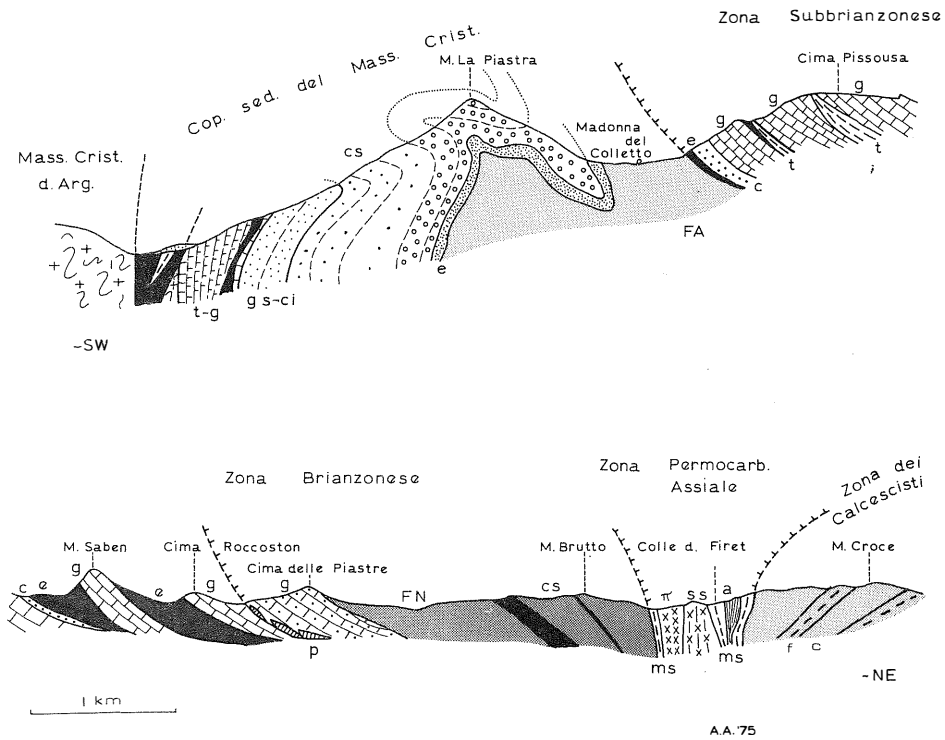 Zona Subbrianzonese
Cop. sed. del Mass. Crist.
M. La Piastra
Cima Pissousa
Mass. Crist.
d. Arg.
cs
Madonna
del
Colletto
e
g
g
g
c
t
t
i
FA
e
t-g
g s-ci
~SW
Zona Brianzonese
Zona Permocarb.
Assiale
Zona dei
Calcescisti
M. Saben
Cima Roccoston
Cima delle Piastre
M. Brutto
Colle d. Firet
M. Croce
c e g e g g FN cs π ss a
p
ms
ms
f c
~NE
1 km
A.A.'75